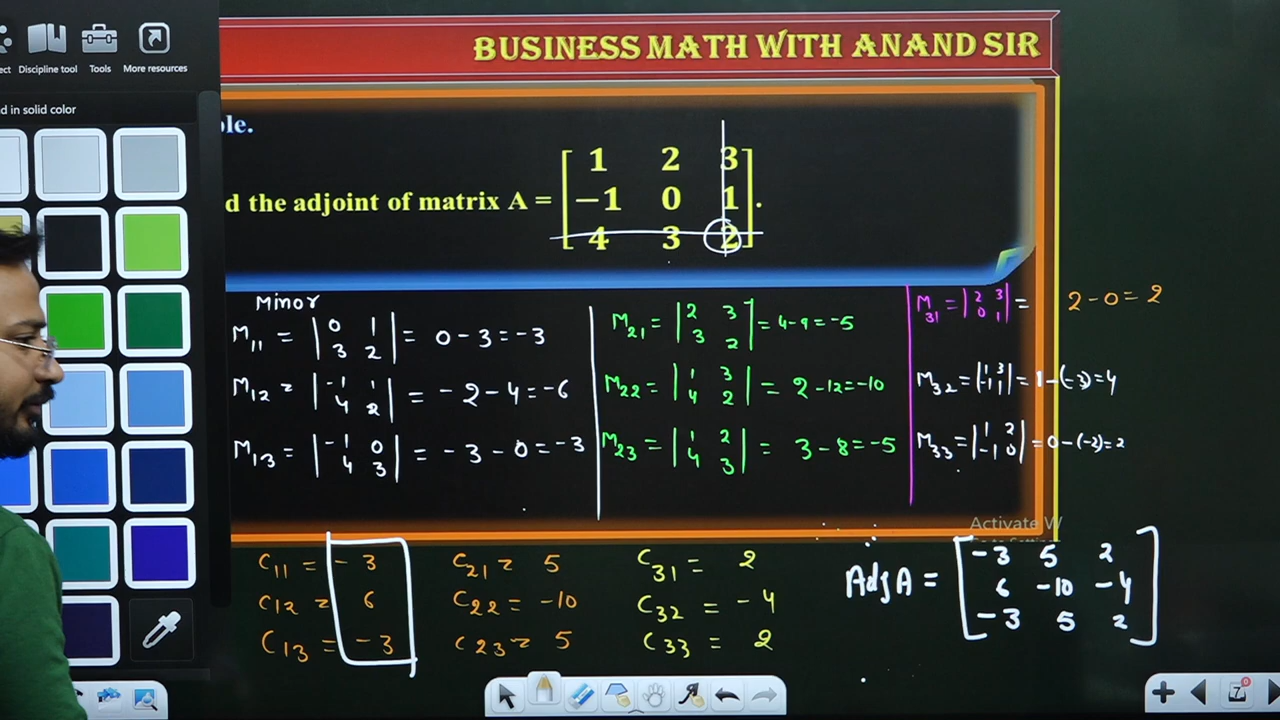 ect Discipline tool Tools More resources
d in solid color
BUSINESS MATH WITH ANAND SIR
ple.
d the adjoint of matrix A = [ 1 2 3
−1 0 1
4 3 2 ].
Minor
M11 = | 0 1
3 2 | = 0 - 3 = -3
M12 = | -1 1
4 2 | = -2 - 4 = -6
M13 = | -1 0
4 3 | = -3 - 0 = -3
M21 = | 2 3
3 2 | = 4 - 9 = -5
M22 = | 1 3
4 2 | = 2 - 12 = -10
M23 = | 1 2
4 3 | = 3 - 8 = -5
M31 = | 2 3
0 1 | = 2 - 0 = 2
M32 = | 1 3
-1 1 | = 1 - (-3) = 4
M33 = | 1 2
-1 0 | = 0 - (-2) = 2
Activate W
C11 = -3
C12 = 6
C13 = -3
C21 = 5
C22 = -10
C23 = 5
C31 = 2
C32 = -4
C33 = 2
Adj A = [ -3 5 2
6 -10 -4
-3 5 2 ]
7